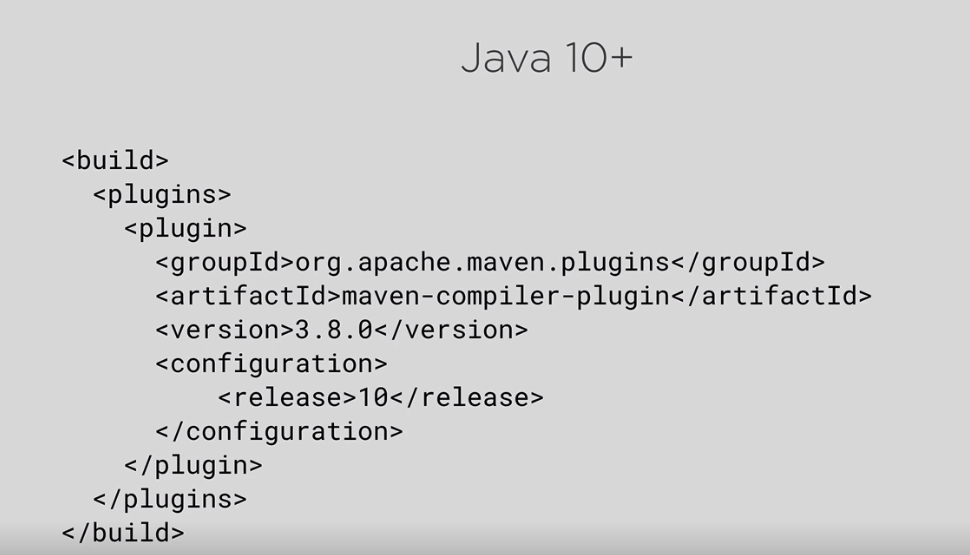 Java 10+
<build>
<plugins>
<plugin>
<groupId>org.apache.maven.plugins</groupId>
<artifactId>maven-compiler-plugin</artifactId>
<version>3.8.0</version>
<configuration>
<release>10</release>
</configuration>
</plugin>
</plugins>
</build>